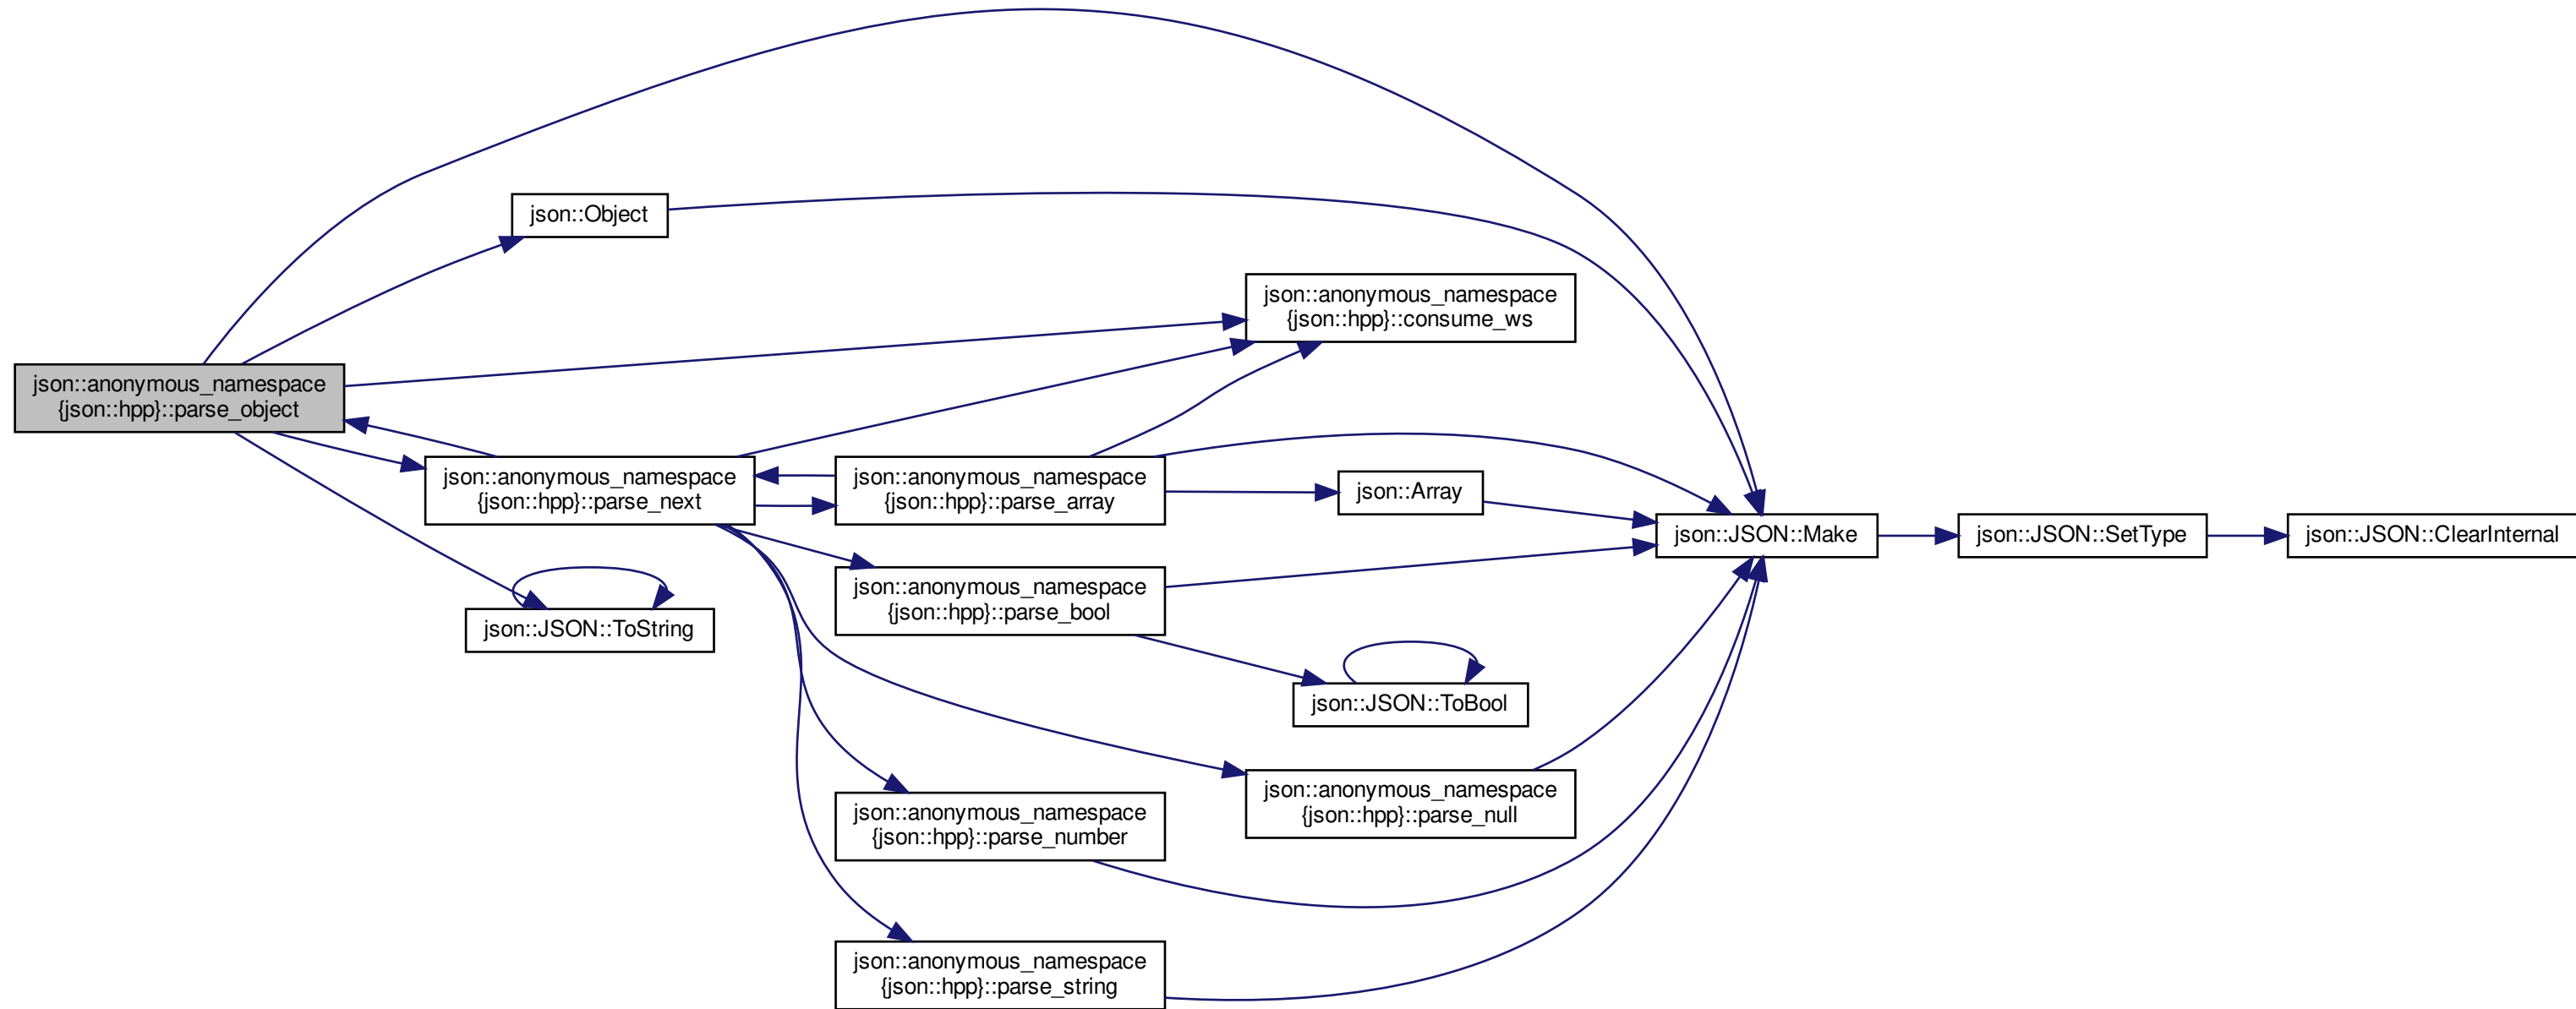 json::Object
json::anonymous_namespace
{json::hpp}::consume_ws
json::anonymous_namespace
{json::hpp}::parse_object
json::anonymous_namespace
{json::hpp}::parse_next
json::anonymous_namespace
{json::hpp}::parse_array
json::Array
json::JSON::Make
json::JSON::SetType
json::JSON::ClearInternal
json::anonymous_namespace
{json::hpp}::parse_bool
json::JSON::ToString
json::JSON::ToBool
json::anonymous_namespace
{json::hpp}::parse_null
json::anonymous_namespace
{json::hpp}::parse_number
json::anonymous_namespace
{json::hpp}::parse_string